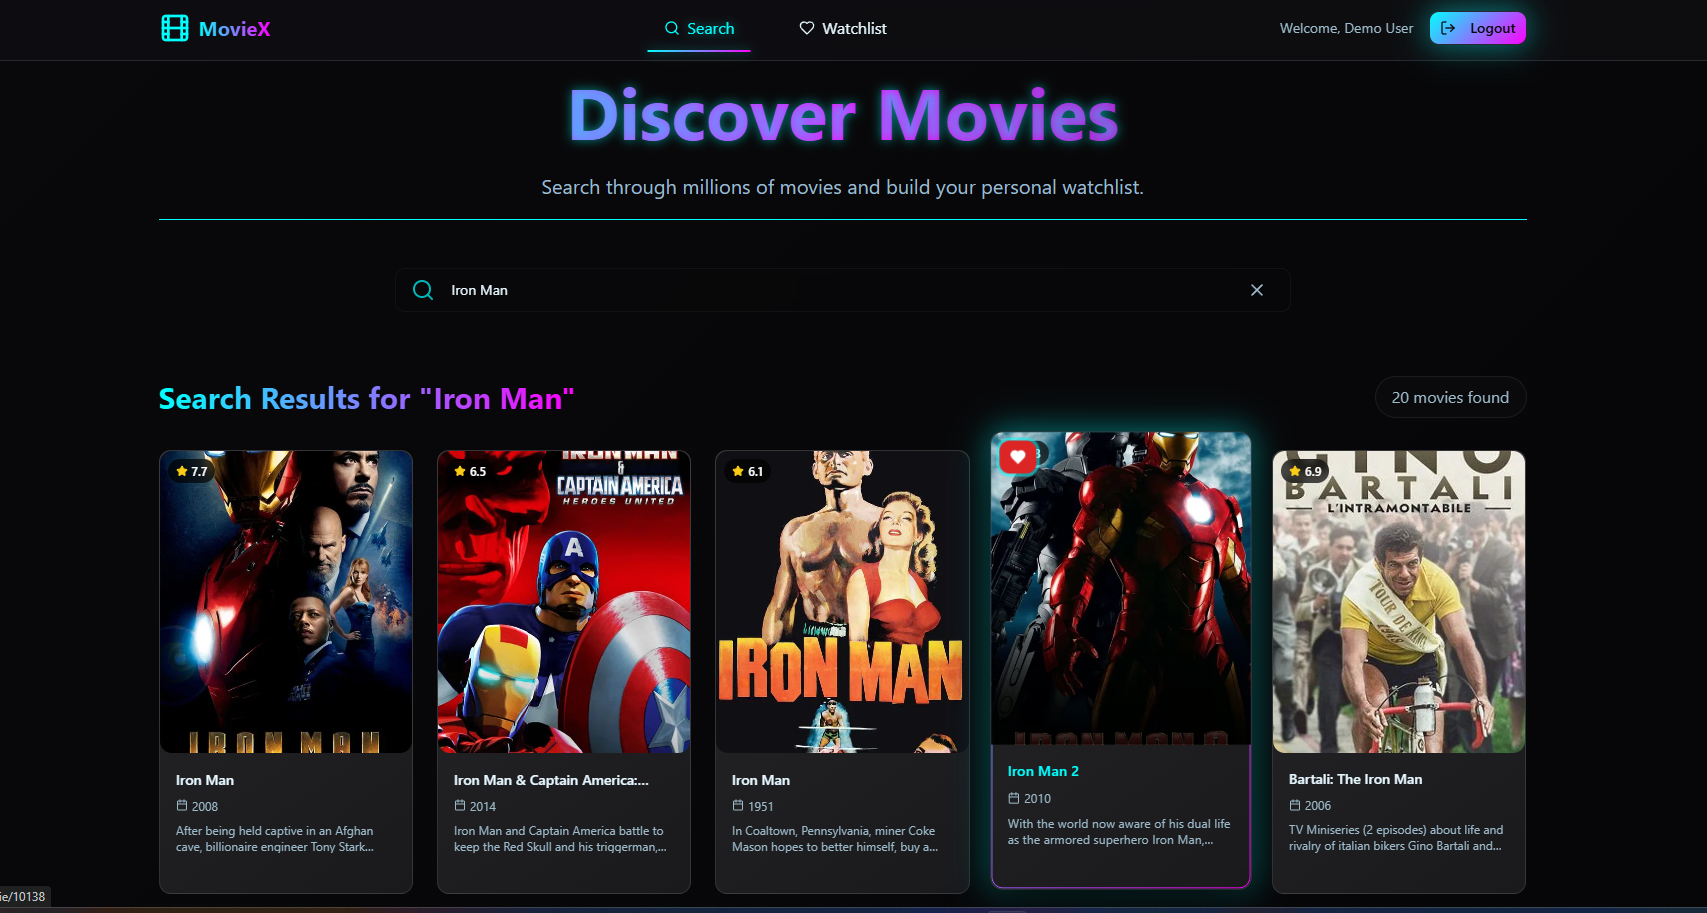 MovieX
Search
Watchlist
Welcome, Demo User
Logout
Discover Movies
Search through millions of movies and build your personal watchlist.
Iron Man
Search Results for "Iron Man"
20 movies found
7.7
IRON MAN
Iron Man
2008
After being held captive in an Afghan
cave, billionaire engineer Tony Stark...
6.5
IRON MAN
&
CAPTAIN AMERICA
HEROES UNITED
A
Iron Man & Captain America:...
2014
Iron Man and Captain America battle to
keep the Red Skull and his triggerman,...
6.1
IRON MAN
Iron Man
1951
In Coaltown, Pennsylvania, miner Coke
Mason hopes to better himself, buy a...
IRON MAN 2
Iron Man 2
2010
With the world now aware of his dual life
as the armored superhero Iron Man,...
6.9
GINO
BARTALI
L'INTRAMONTABILE
TOUR DE
Bartali: The Iron Man
2006
TV Miniseries (2 episodes) about life and
rivalry of italian bikers Gino Bartali and...
ie/10138